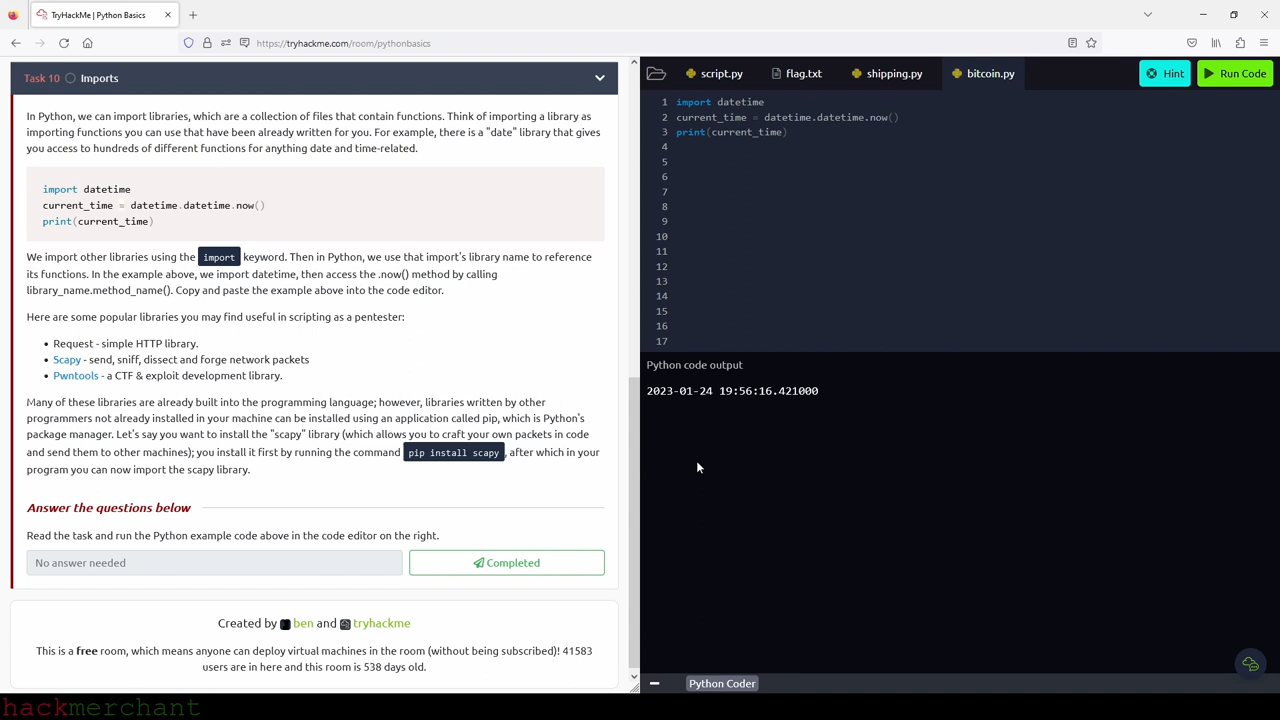 TryHackMe | Python Basics
https://tryhackme.com/room/pythonbasics
Task 10 Imports
In Python, we can import libraries, which are a collection of files that contain functions. Think of importing a library as
importing functions you can use that have been already written for you. For example, there is a "date" library that gives
you access to hundreds of different functions for anything date and time-related.
import datetime
current_time = datetime.datetime.now()
print(current_time)
We import other libraries using the import keyword. Then in Python, we use that import's library name to reference
its functions. In the example above, we import datetime, then access the .now() method by calling
library_name.method_name(). Copy and paste the example above into the code editor.
Here are some popular libraries you may find useful in scripting as a pentester:
• Request - simple HTTP library.
• Scapy - send, sniff, dissect and forge network packets
• Pwntools - a CTF & exploit development library.
Many of these libraries are already built into the programming language; however, libraries written by other
programmers not already installed in your machine can be installed using an application called pip, which is Python's
package manager. Let's say you want to install the "scapy" library (which allows you to craft your own packets in code
and send them to other machines); you install it first by running the command pip install scapy, after which in your
program you can now import the scapy library.
Answer the questions below
Read the task and run the Python example code above in the code editor on the right.
No answer needed
Completed
Created by ben and tryhackme
This is a free room, which means anyone can deploy virtual machines in the room (without being subscribed)! 41583
users are in here and this room is 538 days old.
script.py flag.txt shipping.py bitcoin.py Hint Run Code
1 import datetime
2 current_time = datetime.datetime.now()
3 print(current_time)
4
5
6
7
8
9
10
11
12
13
14
15
16
17
Python code output
2023-01-24 19:56:16.421000
Python Coder
hackmerchant